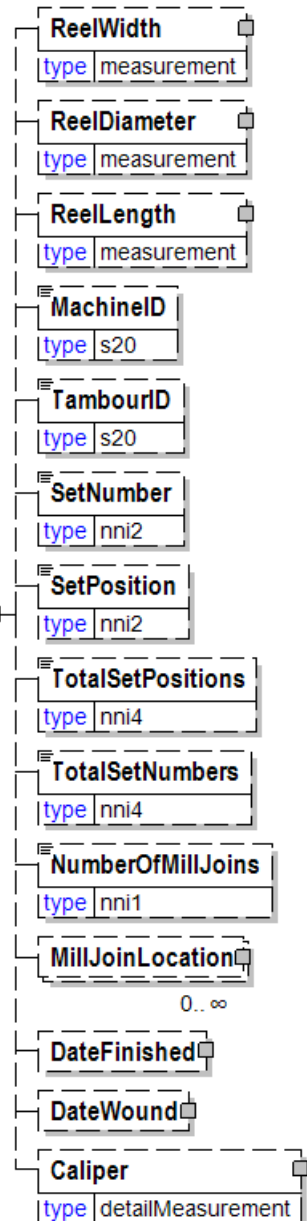 ReelWidth
type measurement
ReelDiameter
type measurement
ReelLength
type measurement
MachineID
type s20
TambourID
type s20
SetNumber
type nni2
SetPosition
type nni2
TotalSetPositions
type nni4
TotalSetNumbers
type nni4
NumberOfMillJoins
type nni1
MillJoinLocation
0.. ∞
DateFinished
DateWound
Caliper
type detailMeasurement